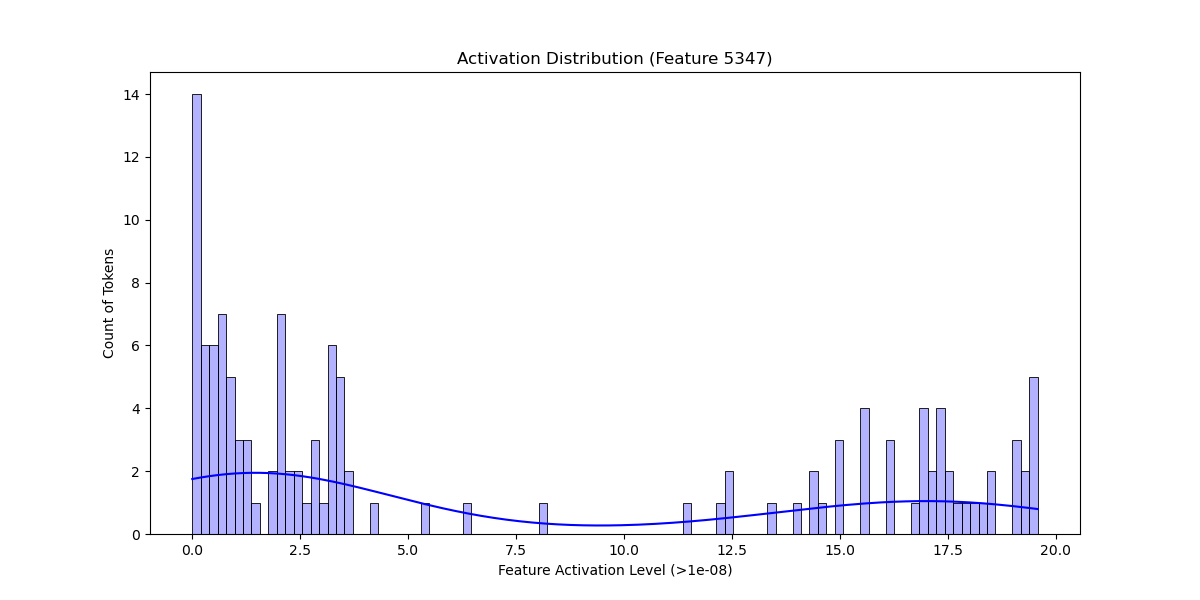 Activation Distribution (Feature 5347)
Count of Tokens
14
12
10
8
6
4
2
0
0.0 2.5 5.0 7.5 10.0 12.5 15.0 17.5 20.0
Feature Activation Level (>1e-08)